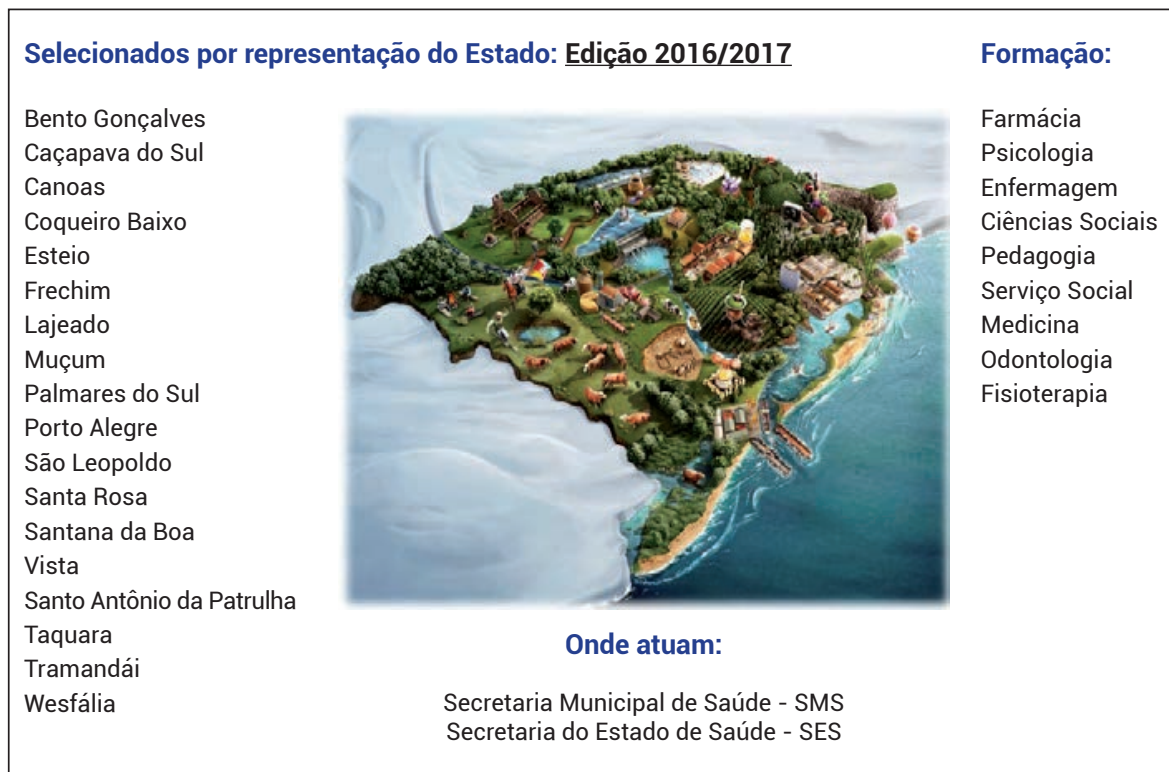 Selecionados por representação do Estado: Edição 2016/2017
Bento Gonçalves
Caçapava do Sul
Canoas
Coqueiro Baixo
Esteio
Frechim
Lajeado
Muçum
Palmares do Sul
Porto Alegre
São Leopoldo
Santa Rosa
Santana da Boa
Vista
Santo Antônio da Patrulha
Taquara
Tramandái
Wesfália
Onde atuam:
Secretaria Municipal de Saúde - SMS
Secretaria do Estado de Saúde - SES
Formação:
Farmácia
Psicologia
Enfermagem
Ciências Sociais
Pedagogia
Serviço Social
Medicina
Odontologia
Fisioterapia